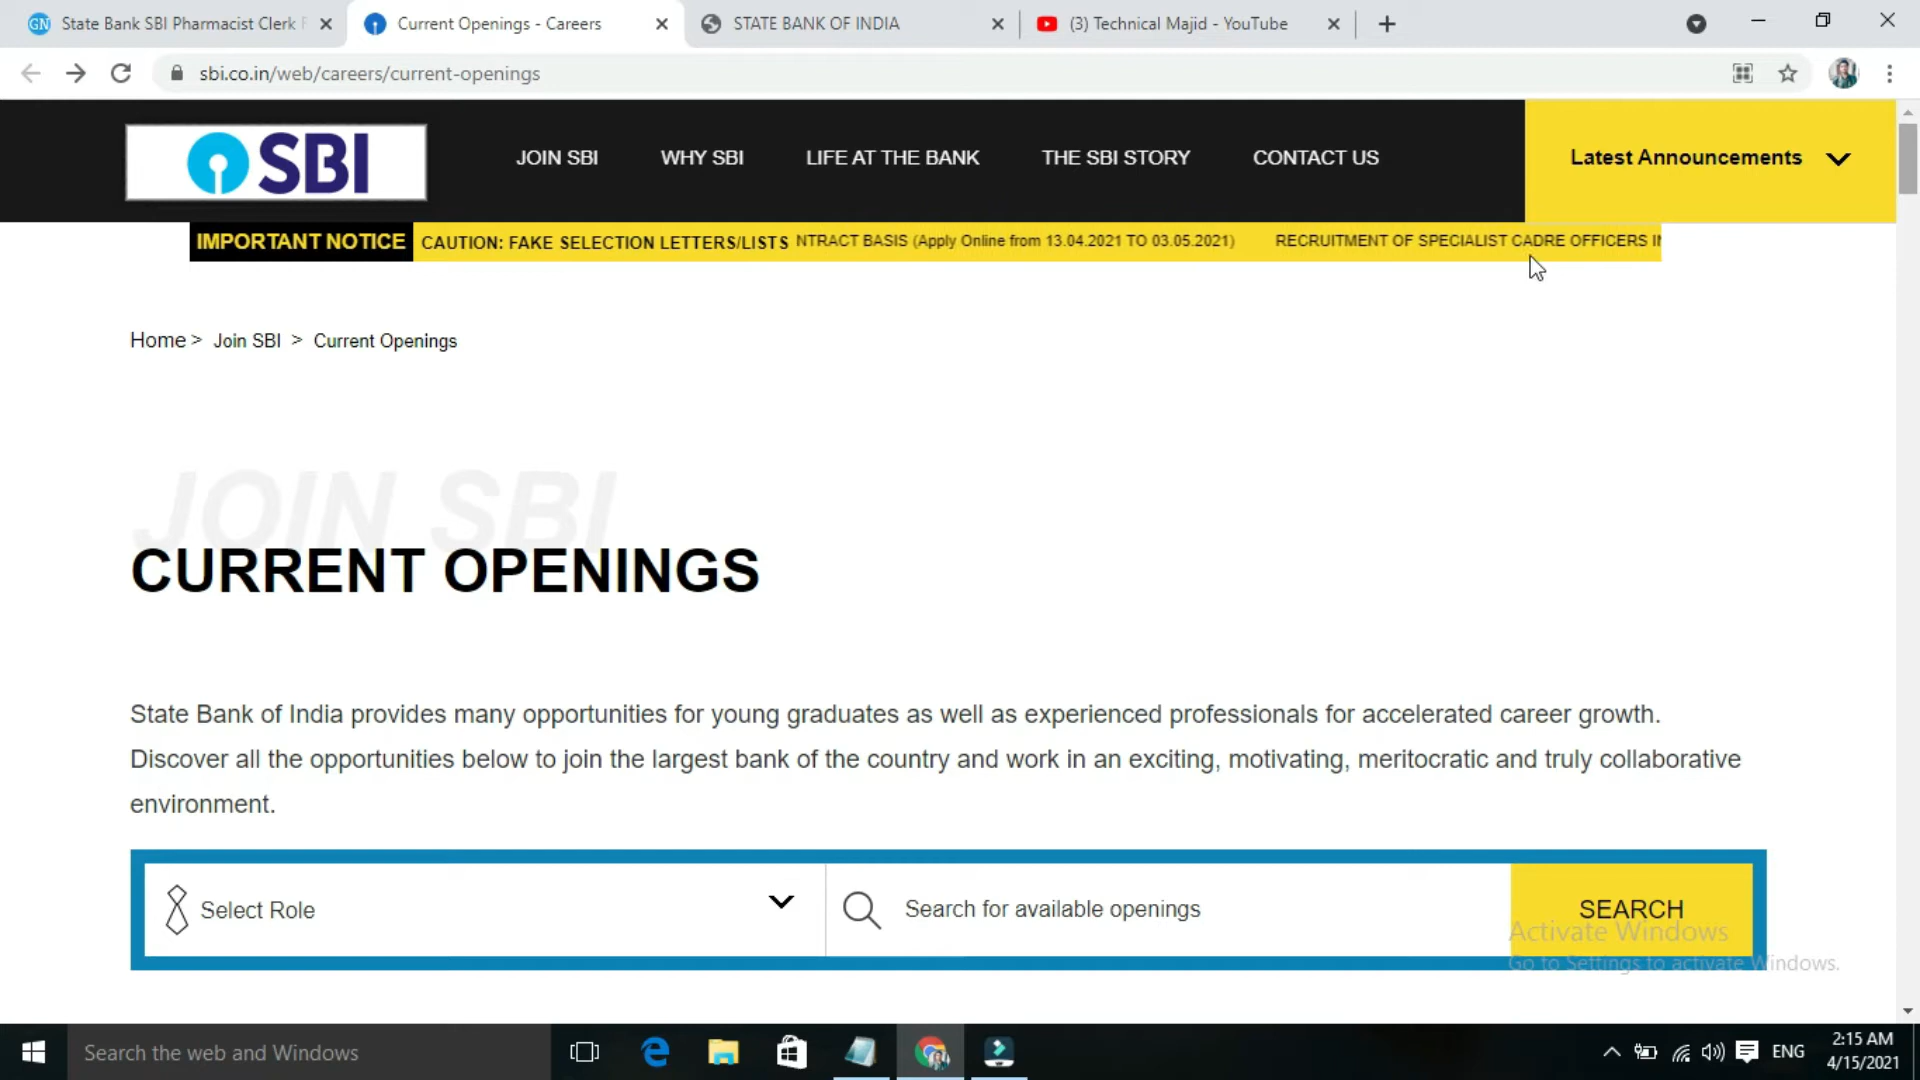 GN State Bank SBI Pharmacist Clerk
Current Openings - Careers
STATE BANK OF INDIA
(3) Technical Majid - YouTube
sbi.co.in/web/careers/current-openings
SBI
JOIN SBI
WHY SBI
LIFE AT THE BANK
THE SBI STORY
CONTACT US
Latest Announcements
IMPORTANT NOTICE CAUTION: FAKE SELECTION LETTERS/LISTS NTRACT BASIS (Apply Online from 13.04.2021 TO 03.05.2021) RECRUITMENT OF SPECIALIST CADRE OFFICERS I
Home > Join SBI > Current Openings
JOIN SBI
CURRENT OPENINGS
State Bank of India provides many opportunities for young graduates as well as experienced professionals for accelerated career growth.
Discover all the opportunities below to join the largest bank of the country and work in an exciting, motivating, meritocratic and truly collaborative
environment.
Select Role
Search for available openings
SEARCH
Activate Windows
Go to Settings to activate Windows.
Search the web and Windows
ENG
2:15 AM
4/15/2021